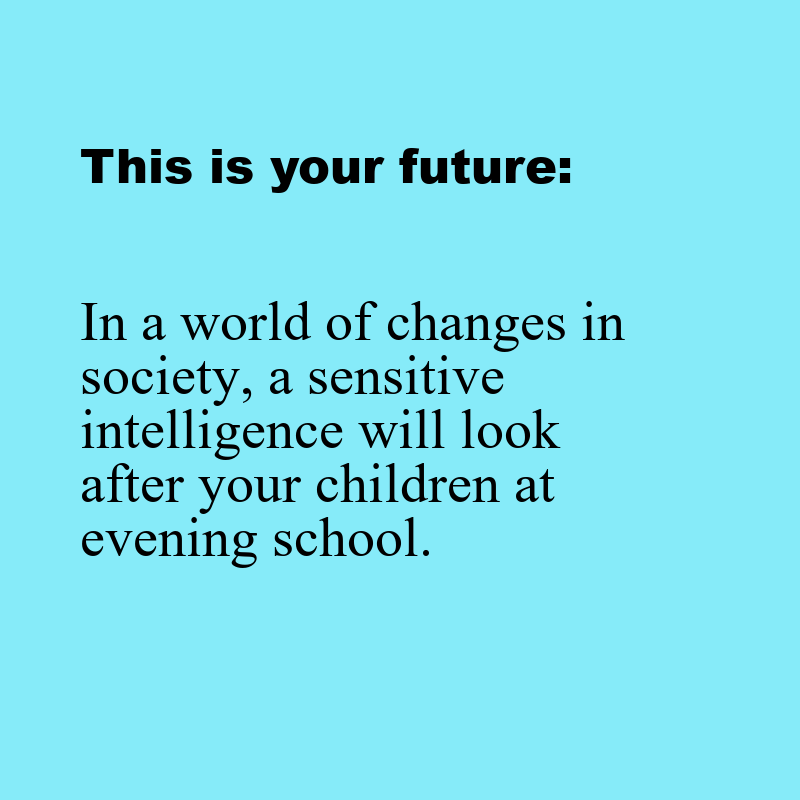 This is your future:
In a world of changes in
society, a sensitive
intelligence will look
after your children at
evening school.